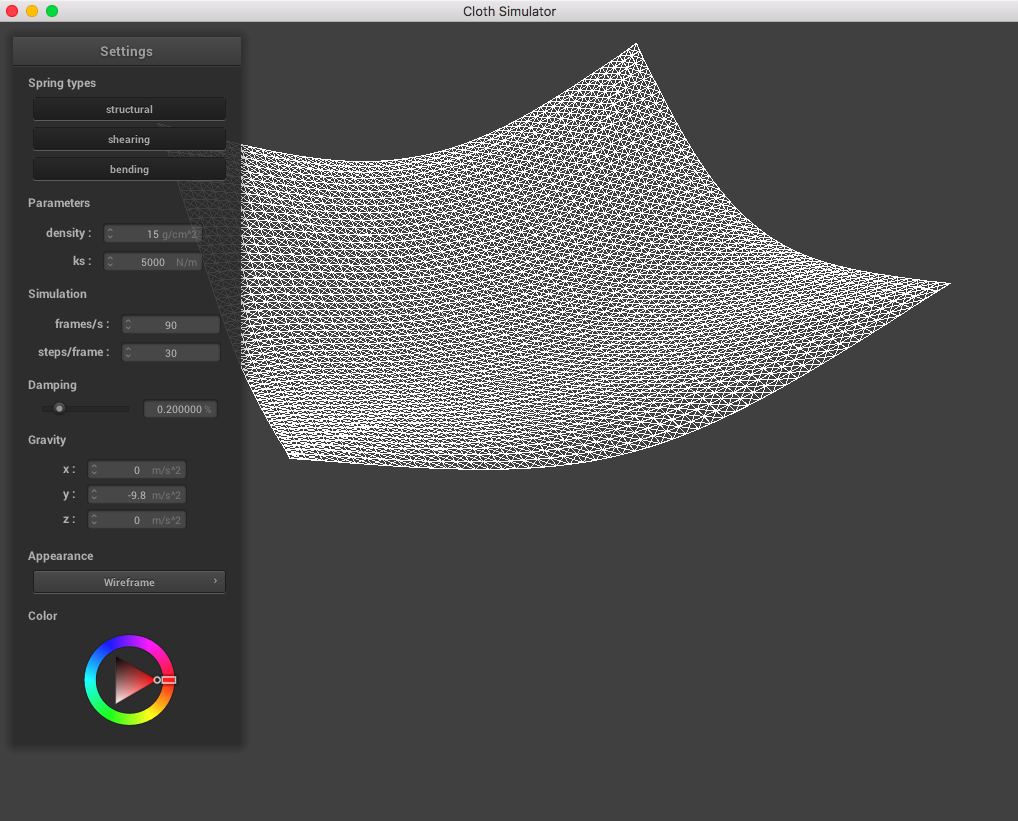 Cloth Simulator
Settings
Spring types
structural
shearing
bending
Parameters
density : 15 g/cm^2
ks : 5000 N/m
Simulation
frames/s : 90
steps/frame : 30
Damping
0.200000 %
Gravity
x : 0 m/s^2
y : -9.8 m/s^2
z : 0 m/s^2
Appearance
Wireframe
Color